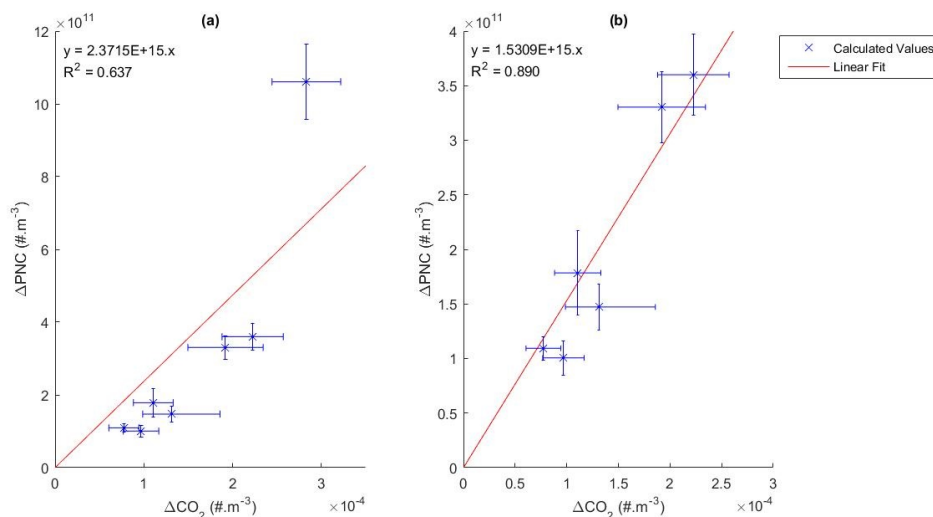 (a)
× 10^11
y = 2.3715E+15.x
R^2 = 0.637
12
10
8
6
4
2
0
ΔPNC (#.m^-3)
0
1
2
3
ΔCO_2 (#.m^-3)
× 10^-4
(b)
× 10^11
y = 1.5309E+15.x
R^2 = 0.890
4
3.5
3
2.5
2
1.5
1
0.5
0
ΔPNC (#.m^-3)
0
0.5
1
1.5
2
2.5
3
ΔCO_2 (#.m^-3)
× 10^-4
Calculated Values
Linear Fit